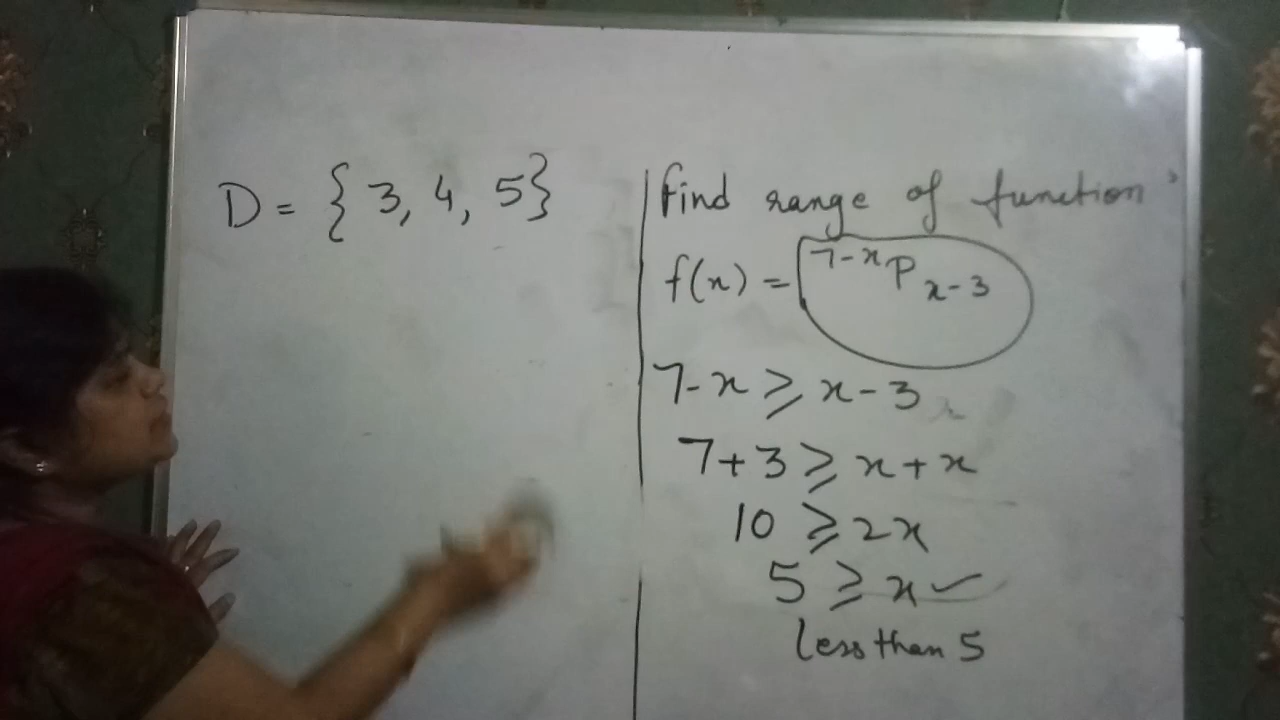 D = { 3, 4, 5}
find range of function
f(x) = ⁷⁻ˣPₓ₋₃
7-x ≥ x-3
7+3 ≥ x+x
10 ≥ 2x
5 ≥ x ✓
less than 5